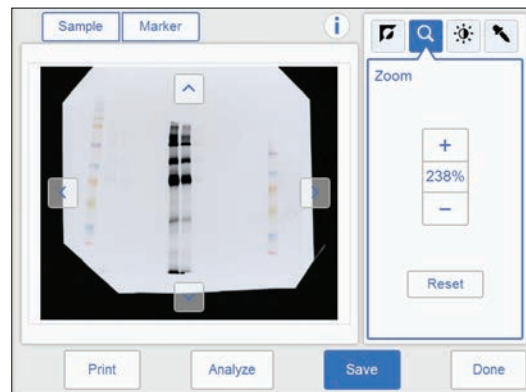 Sample
Marker
i
Zoom
+
238%
−
Reset
Print
Analyze
Save
Done